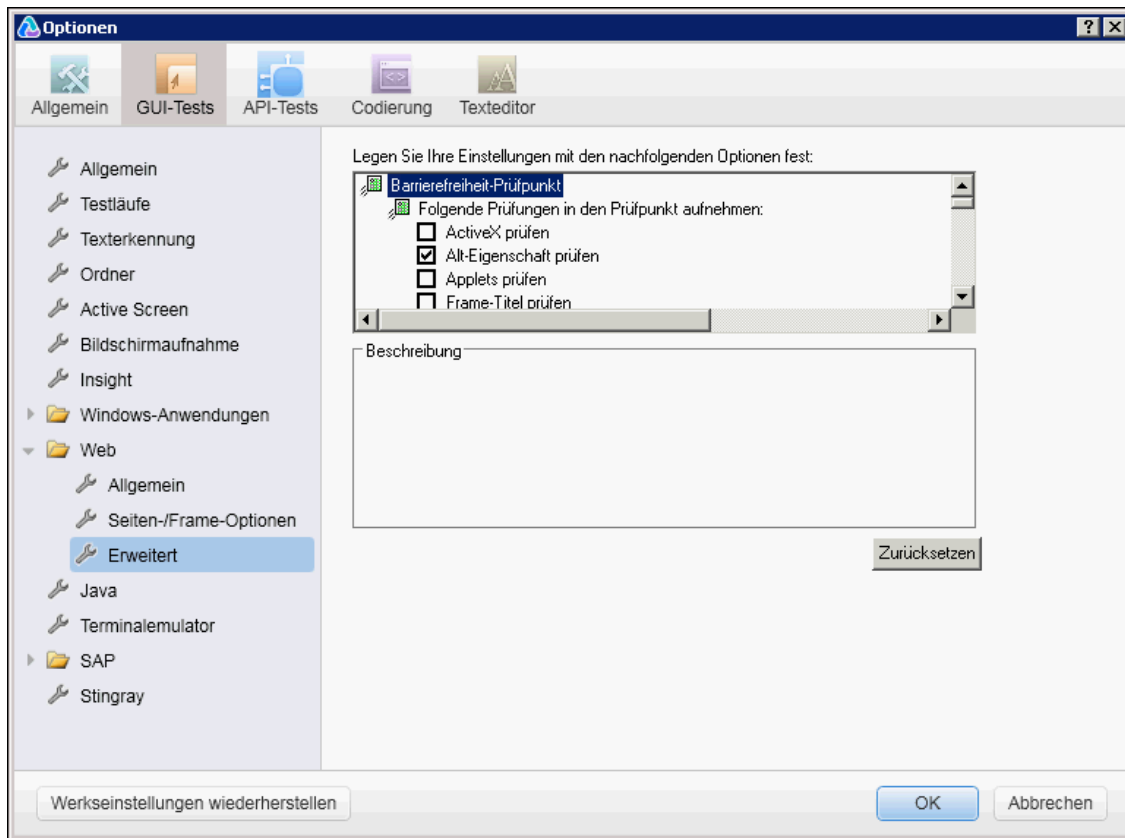 Optionen
Allgemein
GUI-Tests
API-Tests
Codierung
Texteditor
Allgemein
Testläufe
Texterkennung
Ordner
Active Screen
Bildschirmaufnahme
Insight
Windows-Anwendungen
Web
Allgemein
Seiten-/Frame-Optionen
Erweitert
Java
Terminalemulator
SAP
Stingray
Legen Sie Ihre Einstellungen mit den nachfolgenden Optionen fest:
Barrierefreiheit-Prüfpunkt
Folgende Prüfungen in den Prüfpunkt aufnehmen:
ActiveX prüfen
Alt-Eigenschaft prüfen
Applets prüfen
Frame-Titel prüfen
Beschreibung
Zurücksetzen
Werkseinstellungen wiederherstellen
OK
Abbrechen